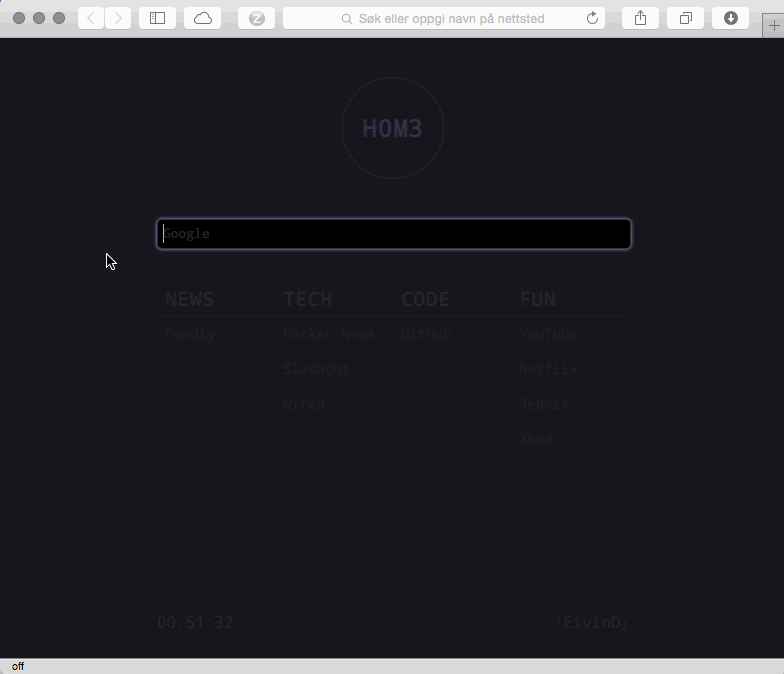 Søk eller oppgi navn på nettsted
HOM3
Google
NEWS TECH CODE FUN
Feedly Hacker News Github YouTube
Slashdot Netflix
Wired Reddit
Xkcd
00:51:32 「EivinD」
off